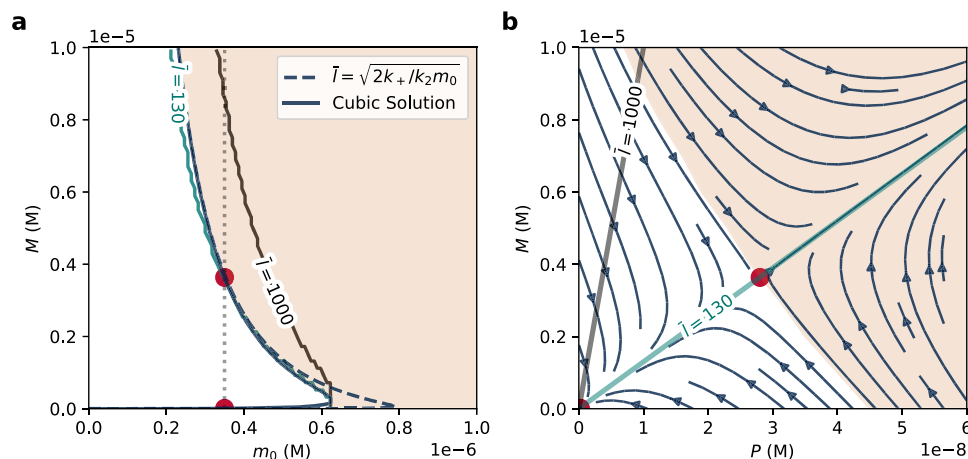 a
1e−5
1.0
0.8
0.6
0.4
0.2
0.0
M (M)
0.0 0.2 0.4 0.6 0.8 1.0
m₀ (M)
1e−6
l̄ = √2k₊/k₂m₀
Cubic Solution
l̄ = 130
l̄ = 1000
b
1e−5
1.0
0.8
0.6
0.4
0.2
0.0
M (M)
0 1 2 3 4 5 6
P (M)
1e−8
l̄ = 1000
l̄ = 130